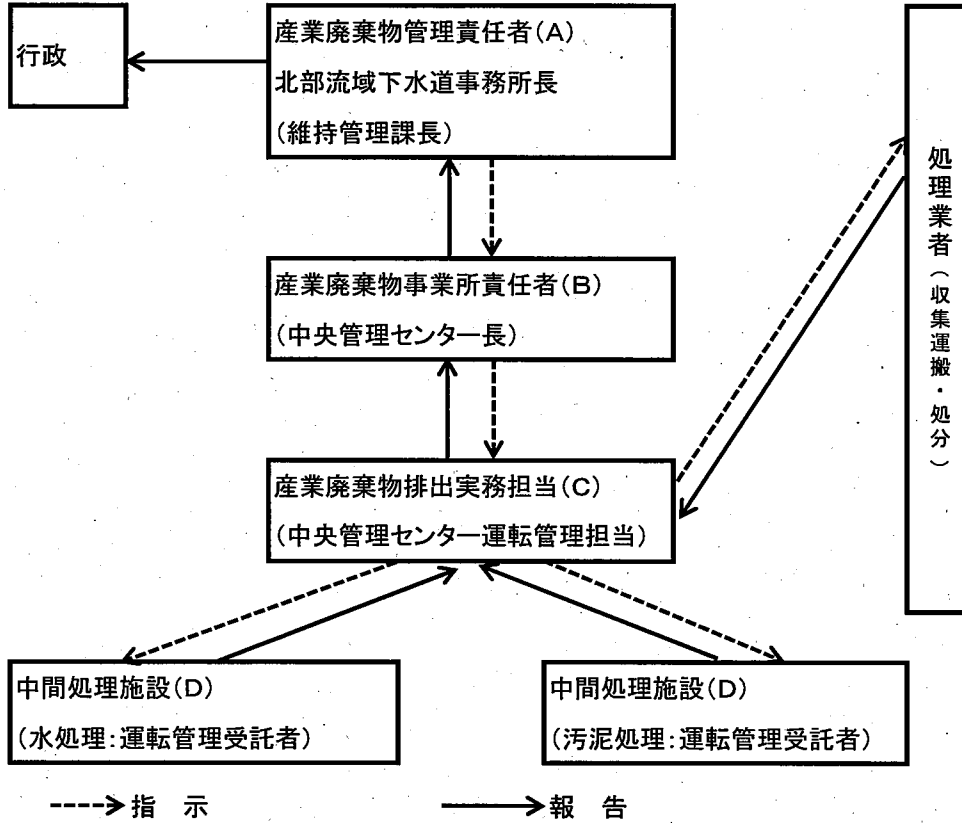 行政
産業廃棄物管理責任者(A)
北部流域下水道事務所長
(維持管理課長)
処理業者(収集運搬・処分)
産業廃棄物事業所責任者(B)
(中央管理センター長)
産業廃棄物排出実務担当(C)
(中央管理センター運転管理担当)
中間処理施設(D)
(水処理:運転管理受託者)
中間処理施設(D)
(汚泥処理:運転管理受託者)
指 示
報 告